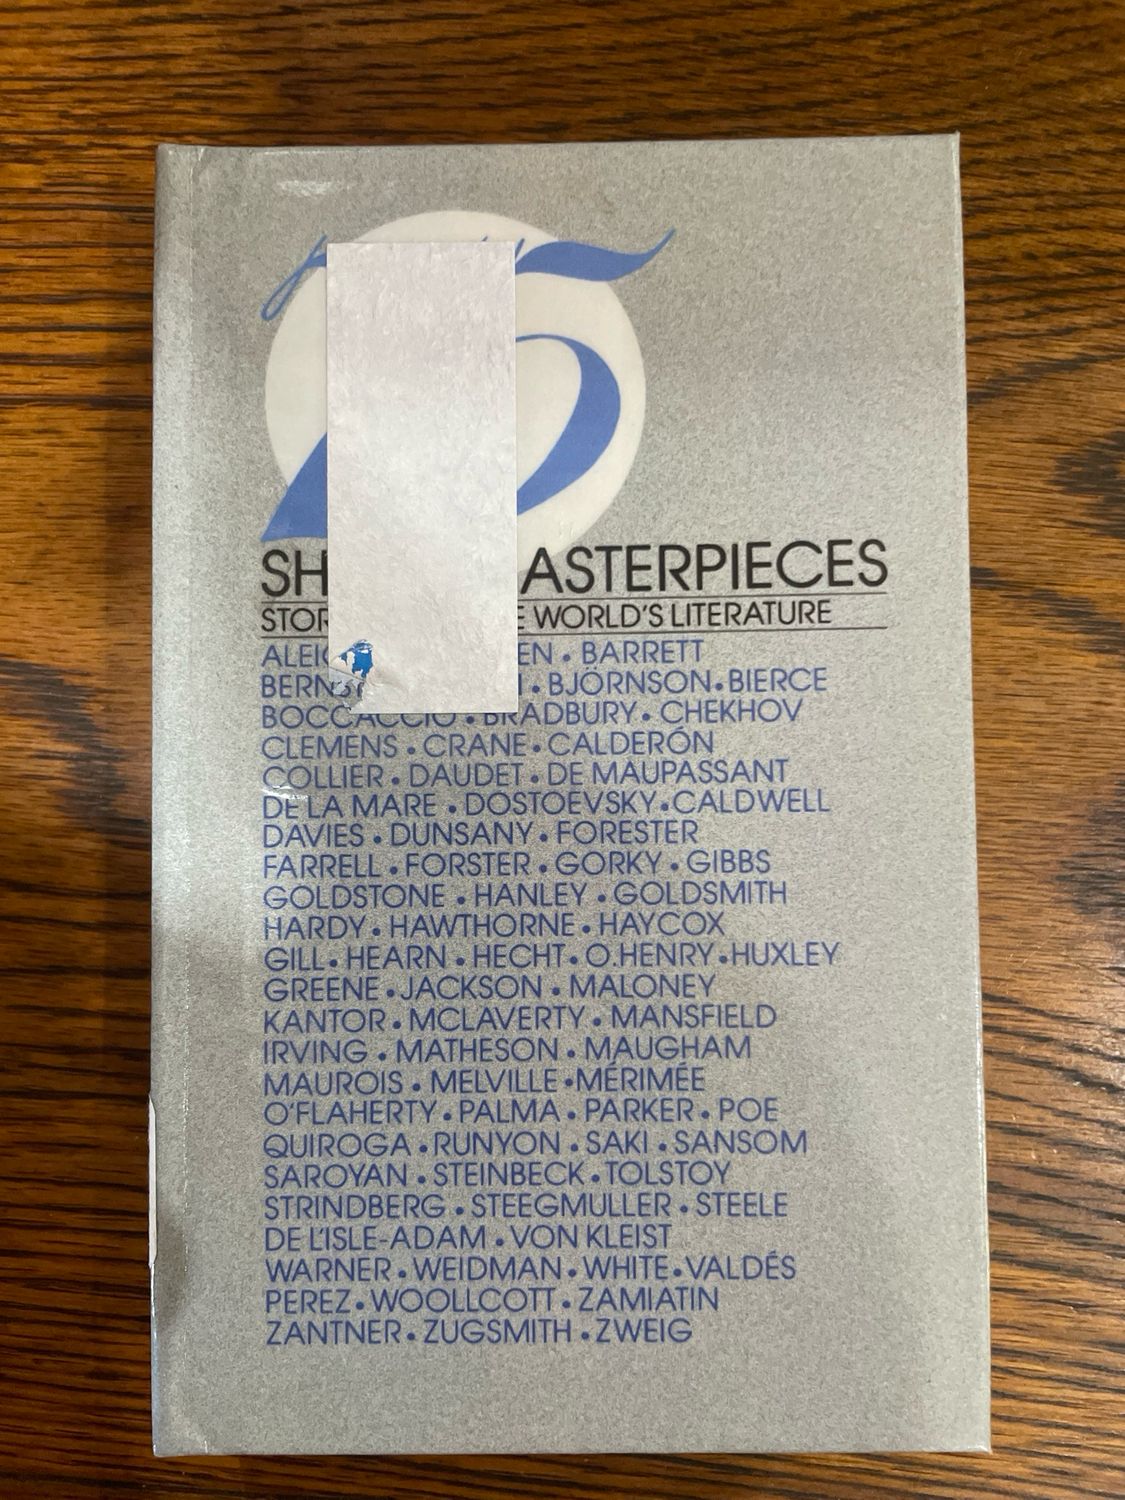 SH ASTERPIECES
STOR E WORLD'S LITERATURE
ALEIC EN • BARRETT
BERNS • BJÖRNSON • BIERCE
BOCCACCIO • BRADBURY • CHEKHOV
CLEMENS • CRANE • CALDERÓN
COLLIER • DAUDET • DE MAUPASSANT
DE LA MARE • DOSTOEVSKY • CALDWELL
DAVIES • DUNSANY • FORESTER
FARRELL • FORSTER • GORKY • GIBBS
GOLDSTONE • HANLEY • GOLDSMITH
HARDY • HAWTHORNE • HAYCOX
GILL • HEARN • HECHT • O.HENRY • HUXLEY
GREENE • JACKSON • MALONEY
KANTOR • MCLAVERTY • MANSFIELD
IRVING • MATHESON • MAUGHAM
MAUROIS • MELVILLE • MÉRIMÉE
O'FLAHERTY • PALMA • PARKER • POE
QUIROGA • RUNYON • SAKI • SANSOM
SAROYAN • STEINBECK • TOLSTOY
STRINDBERG • STEEGMULLER • STEELE
DE L'ISLE-ADAM • VON KLEIST
WARNER • WEIDMAN • WHITE • VALDÉS
PEREZ • WOOLLCOTT • ZAMIATIN
ZANTNER • ZUGSMITH • ZWEIG